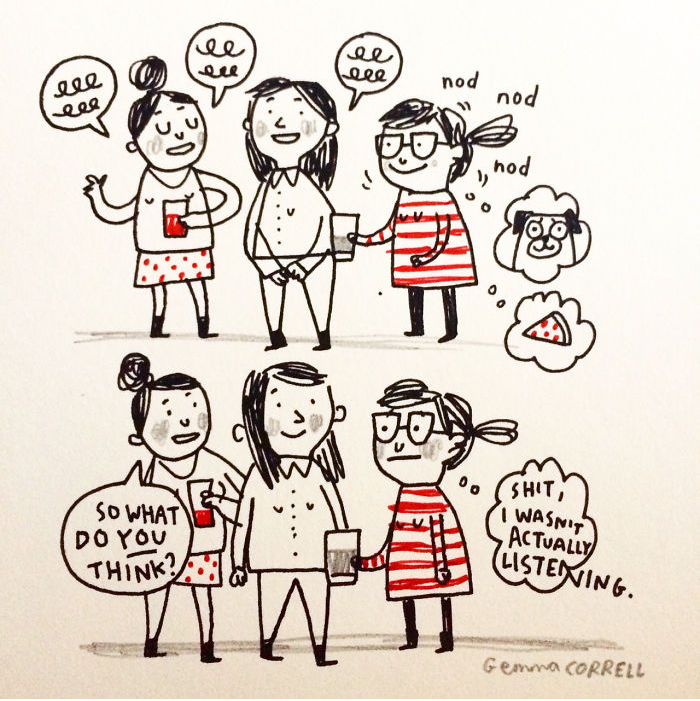 nod
nod
nod
SO WHAT
DO YOU
THINK?
SHIT,
I WASN'T
ACTUALLY
LISTENING.
Gemma CORRELL